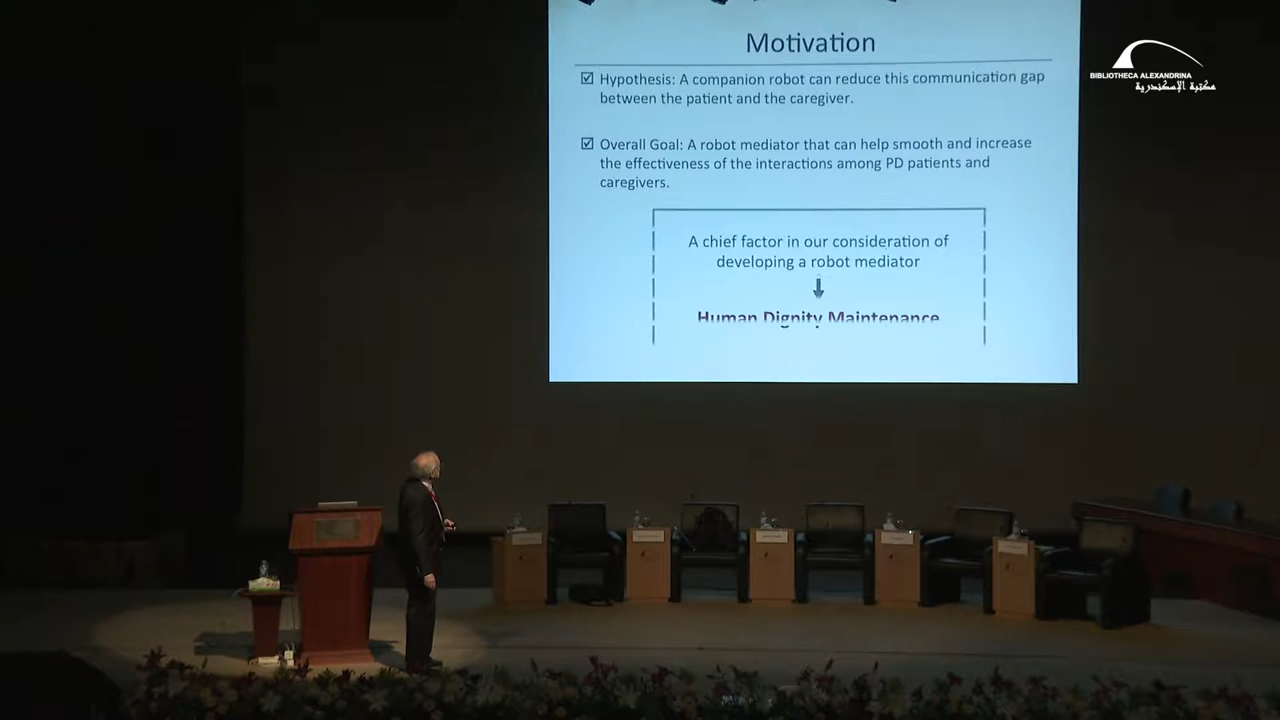 Motivation
☑ Hypothesis: A companion robot can reduce this communication gap
between the patient and the caregiver.
☑ Overall Goal: A robot mediator that can help smooth and increase
the effectiveness of the interactions among PD patients and
caregivers.
A chief factor in our consideration of
developing a robot mediator
Human Dignity Maintenance
BIBLIOTHECA ALEXANDRINA
مكتبة الإسكندرية